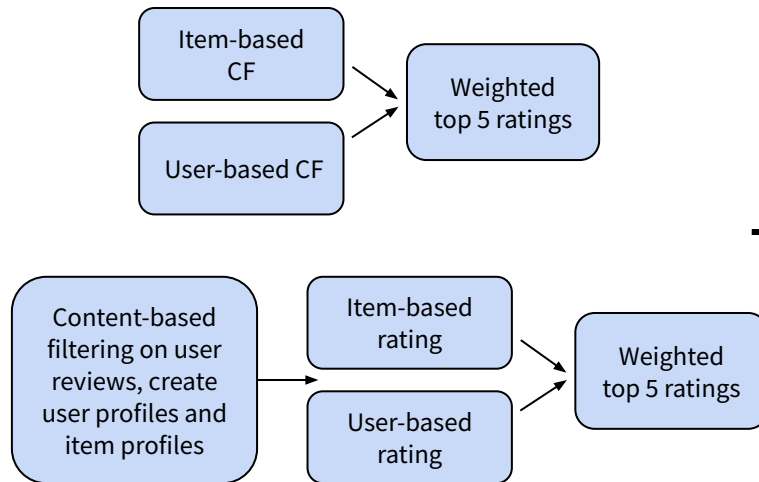 Item-based
CF
User-based CF
Weighted
top 5 ratings
Content-based
filtering on user
reviews, create
user profiles and
item profiles
Item-based
rating
User-based
rating
Weighted
top 5 ratings